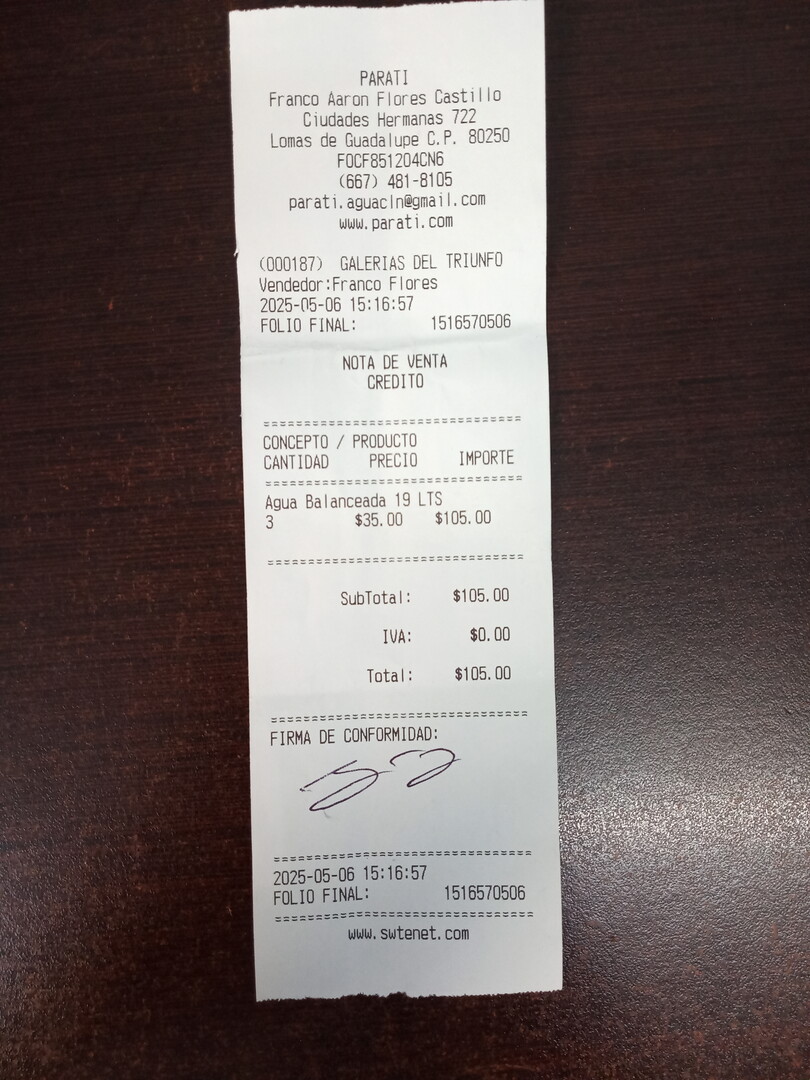 PARATI
Franco Aaron Flores Castillo
Ciudades Hermanas 722
Lomas de Guadalupe C.P. 80250
FOCF851204CN6
(667) 481-8105
parati.aguacln@gmail.com
www.parati.com
(000187) GALERIAS DEL TRIUNFO
Vendedor:Franco Flores
2025-05-06 15:16:57
FOLIO FINAL: 1516570506
NOTA DE VENTA
CREDITO
================================
CONCEPTO / PRODUCTO
CANTIDAD PRECIO IMPORTE
================================
Agua Balanceada 19 LTS
3 $35.00 $105.00
================================
SubTotal: $105.00
IVA: $0.00
Total: $105.00
================================
FIRMA DE CONFORMIDAD:
================================
2025-05-06 15:16:57
FOLIO FINAL: 1516570506
================================
www.swtenet.com